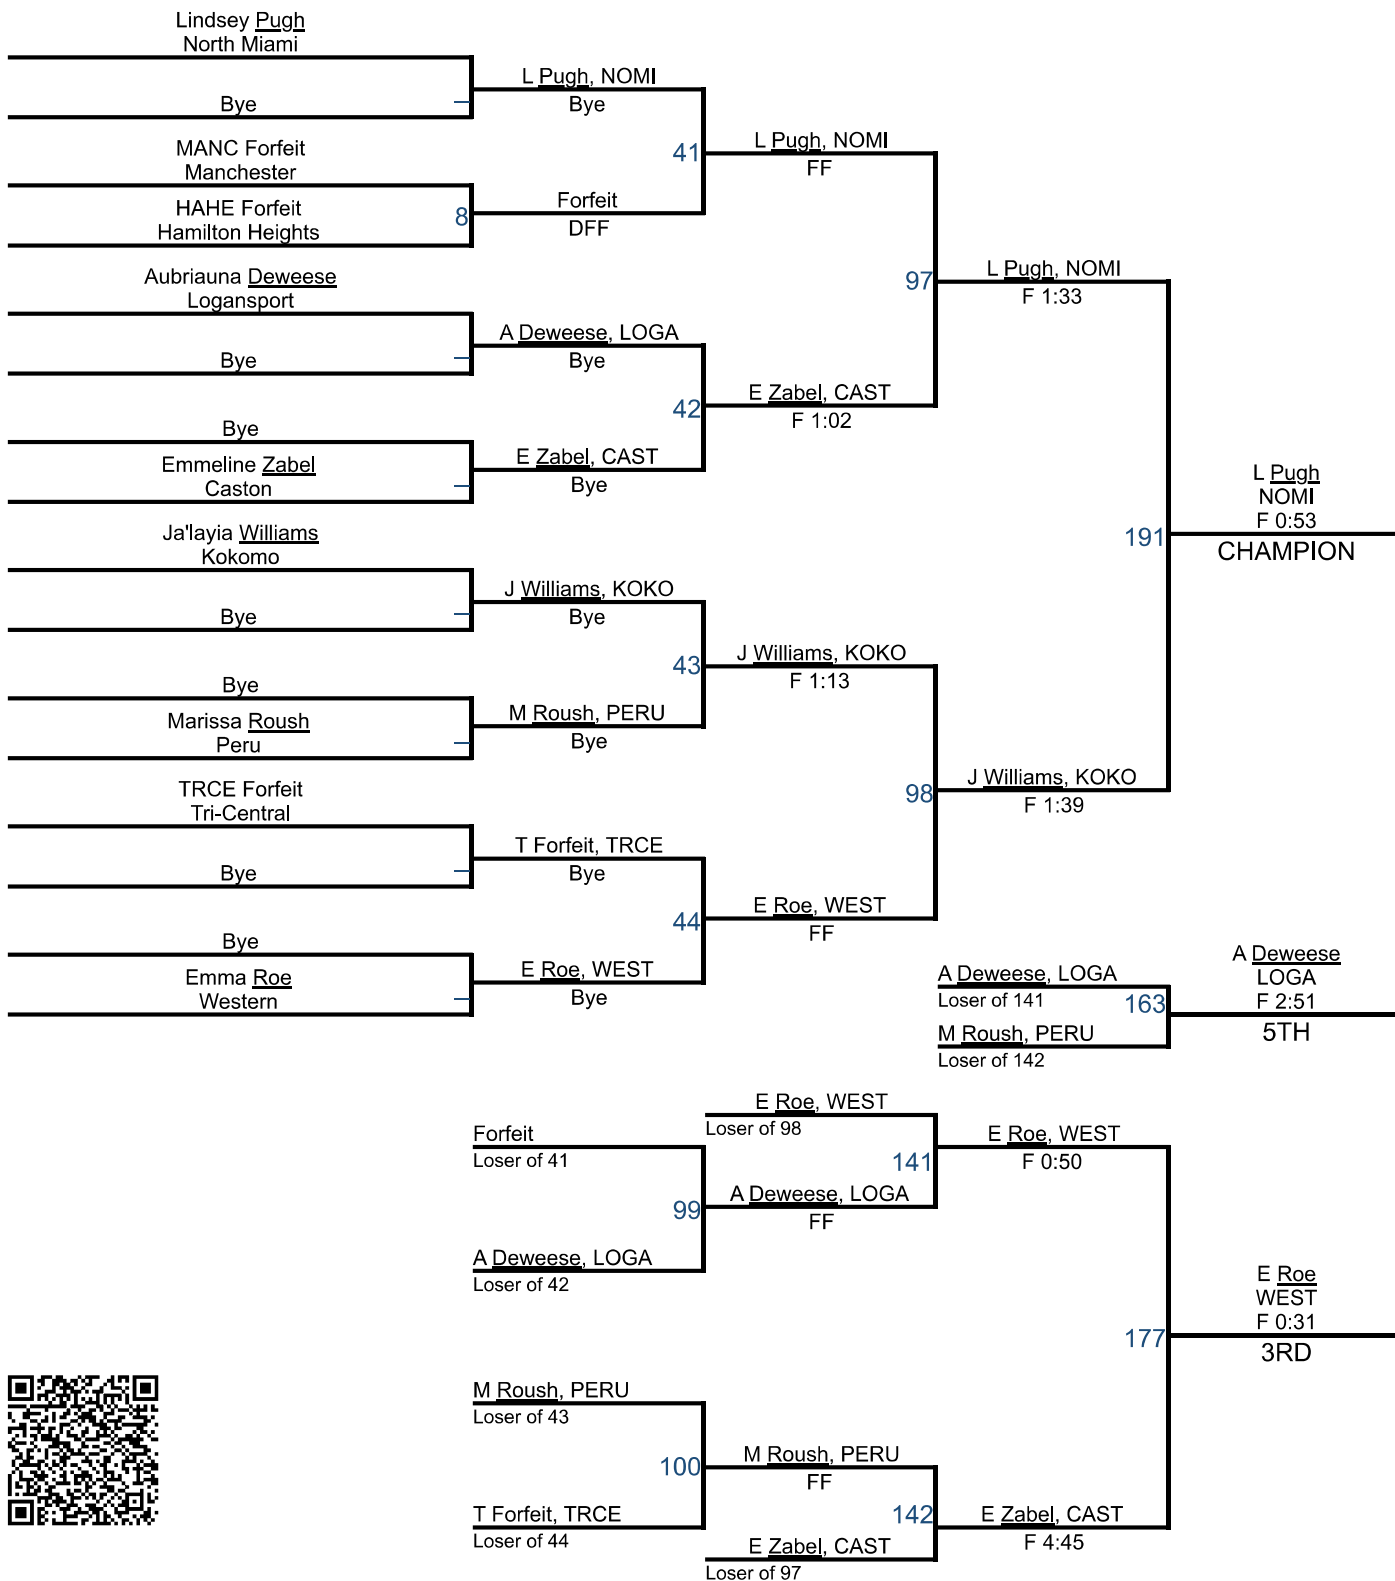 Lindsey Pugh
North Miami
Bye
MANC Forfeit
Manchester
8
HAHE Forfeit
Hamilton Heights
Aubriauna Deweese
Logansport
Bye
Bye
Emmeline Zabel
Caston
Ja'layia Williams
Kokomo
Bye
Bye
Marissa Roush
Peru
TRCE Forfeit
Tri-Central
Bye
Bye
Emma Roe
Western
L Pugh, NOMI
Bye
41
Forfeit
DFF
A Deweese, LOGA
Bye
42
E Zabel, CAST
Bye
J Williams, KOKO
Bye
43
M Roush, PERU
Bye
T Forfeit, TRCE
Bye
44
E Roe, WEST
Bye
L Pugh, NOMI
FF
97
E Zabel, CAST
F 1:02
J Williams, KOKO
F 1:13
98
E Roe, WEST
FF
L Pugh, NOMI
F 1:33
191
J Williams, KOKO
F 1:39
L Pugh
NOMI
F 0:53
CHAMPION
A Deweese, LOGA
Loser of 141
163
M Roush, PERU
Loser of 142
A Deweese
LOGA
F 2:51
5TH
Forfeit
Loser of 41
99
A Deweese, LOGA
Loser of 42
E Roe, WEST
Loser of 98
141
A Deweese, LOGA
FF
E Roe, WEST
F 0:50
177
M Roush, PERU
Loser of 43
100
T Forfeit, TRCE
Loser of 44
M Roush, PERU
FF
142
E Zabel, CAST
Loser of 97
E Zabel, CAST
F 4:45
E Roe
WEST
F 0:31
3RD